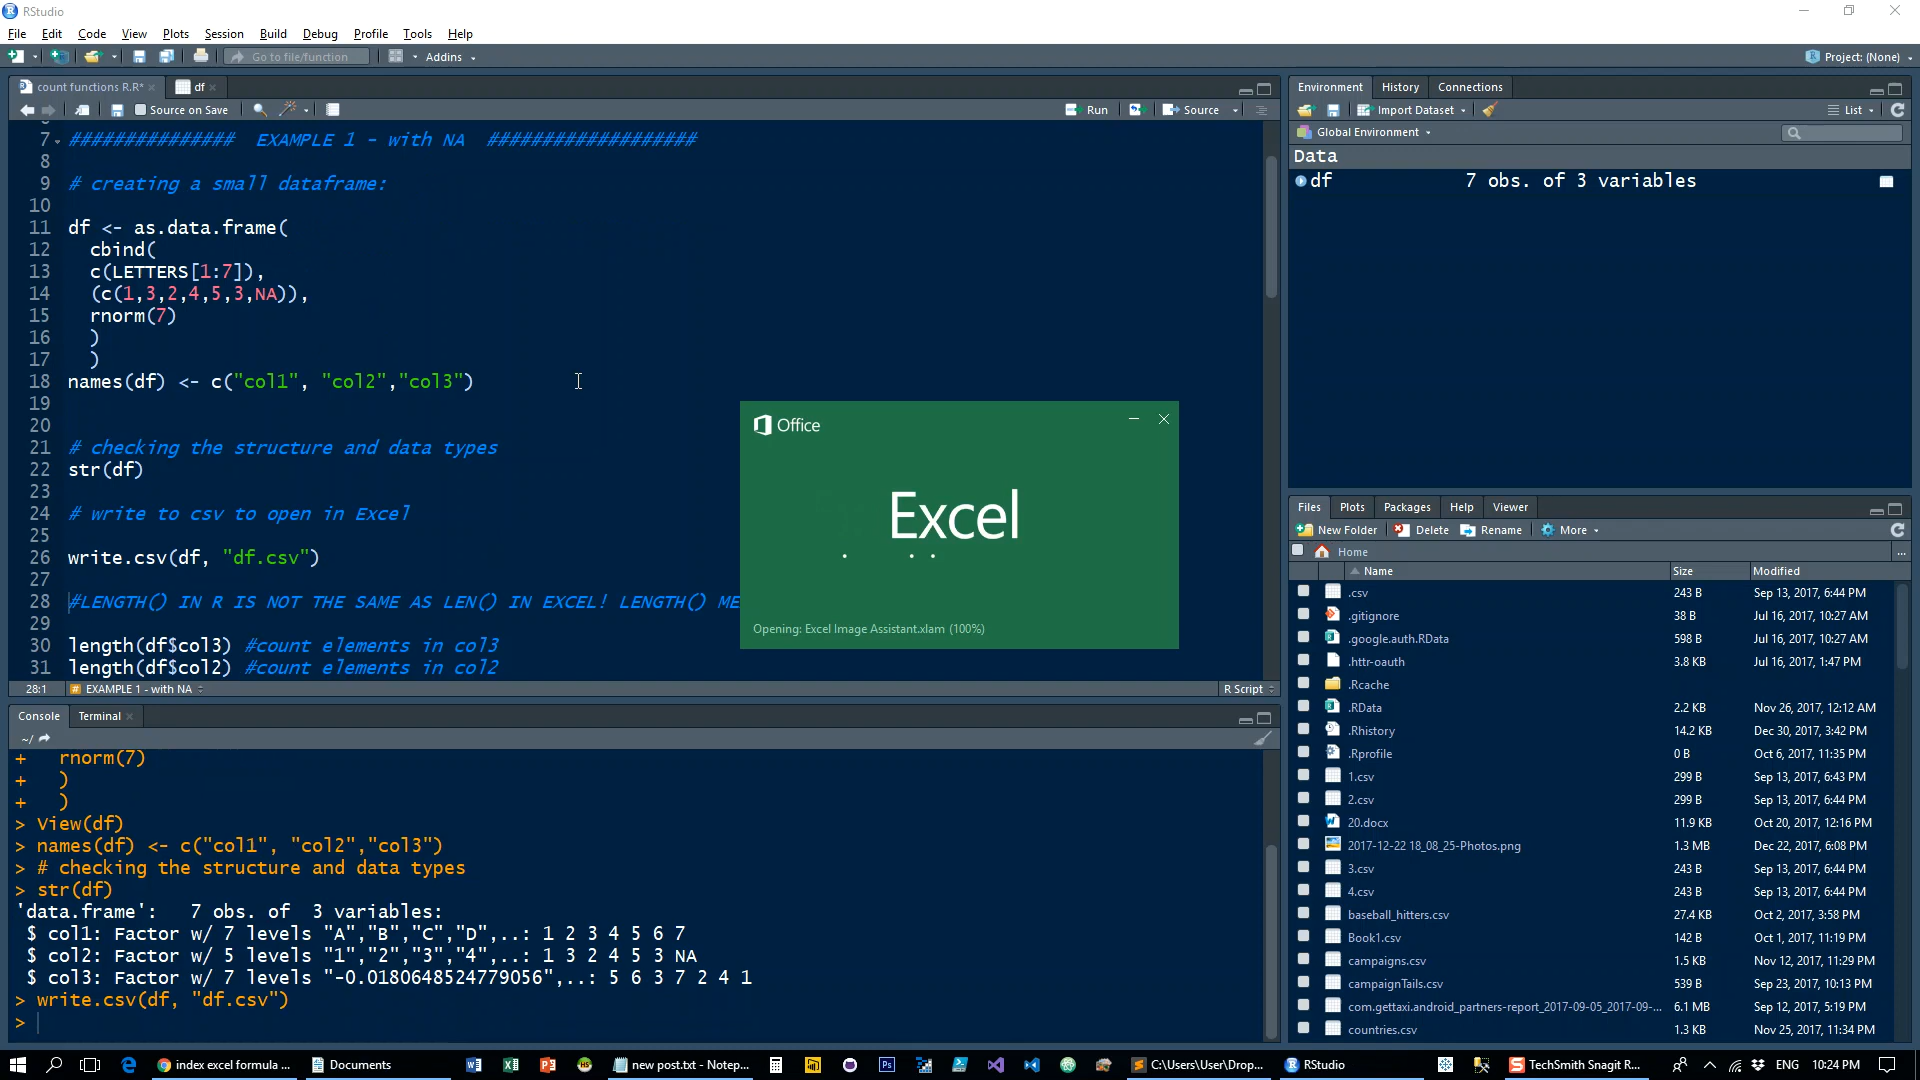 RStudio
File Edit Code View Plots Session Build Debug Profile Tools Help
Go to file/function Addins Project: (None)
count functions R.R* df
Source on Save Run Source
7 ############### EXAMPLE 1 - with NA ###################
8
9 # creating a small dataframe:
10
11 df <- as.data.frame(
12 cbind(
13 c(LETTERS[1:7]),
14 (c(1,3,2,4,5,3,NA)),
15 rnorm(7)
16 )
17 )
18 names(df) <- c("col1", "col2","col3")
19
20
21 # checking the structure and data types
22 str(df)
23
24 # write to csv to open in Excel
25
26 write.csv(df, "df.csv")
27
28 #LENGTH() IN R IS NOT THE SAME AS LEN() IN EXCEL! LENGTH() ME
29
30 length(df$col3) #count elements in col3
31 length(df$col2) #count elements in col2
28:1 EXAMPLE 1 - with NA R Script
Office
Excel
Opening: Excel Image Assistant.xlam (100%)
Console Terminal
~/
+ rnorm(7)
+ )
+ )
> View(df)
> names(df) <- c("col1", "col2","col3")
> # checking the structure and data types
> str(df)
'data.frame': 7 obs. of 3 variables:
$ col1: Factor w/ 7 levels "A","B","C","D",..: 1 2 3 4 5 6 7
$ col2: Factor w/ 5 levels "1","2","3","4",..: 1 3 2 4 5 3 NA
$ col3: Factor w/ 7 levels "-0.0180648524779056",..: 5 6 3 7 2 4 1
> write.csv(df, "df.csv")
>
Environment History Connections
Import Dataset List
Global Environment
Data
df 7 obs. of 3 variables
Files Plots Packages Help Viewer
New Folder Delete Rename More
Home ...
Name Size Modified
.csv 243 B Sep 13, 2017, 6:44 PM
.gitignore 38 B Jul 16, 2017, 10:27 AM
.google.auth.RData 598 B Jul 16, 2017, 10:27 AM
.httr-oauth 3.8 KB Jul 16, 2017, 1:47 PM
.Rcache
.RData 2.2 KB Nov 26, 2017, 12:12 AM
.Rhistory 14.2 KB Dec 30, 2017, 3:42 PM
.Rprofile 0 B Oct 6, 2017, 11:35 PM
1.csv 299 B Sep 13, 2017, 6:43 PM
2.csv 299 B Sep 13, 2017, 6:44 PM
20.docx 11.9 KB Oct 20, 2017, 12:16 PM
2017-12-22 18_08_25-Photos.png 1.3 MB Dec 22, 2017, 6:08 PM
3.csv 243 B Sep 13, 2017, 6:44 PM
4.csv 243 B Sep 13, 2017, 6:44 PM
baseball_hitters.csv 27.4 KB Oct 2, 2017, 3:58 PM
Book1.csv 142 B Oct 1, 2017, 11:19 PM
campaigns.csv 1.5 KB Nov 12, 2017, 11:29 PM
campaignTails.csv 539 B Sep 23, 2017, 10:13 PM
com.gettaxi.android_partners-report_2017-09-05_2017-09-... 6.1 MB Sep 12, 2017, 5:19 PM
countries.csv 1.3 KB Nov 25, 2017, 11:34 PM
index excel formula ... Documents new post.txt - Notep... C:\Users\User\Drop... RStudio TechSmith Snagit R... ENG 10:24 PM